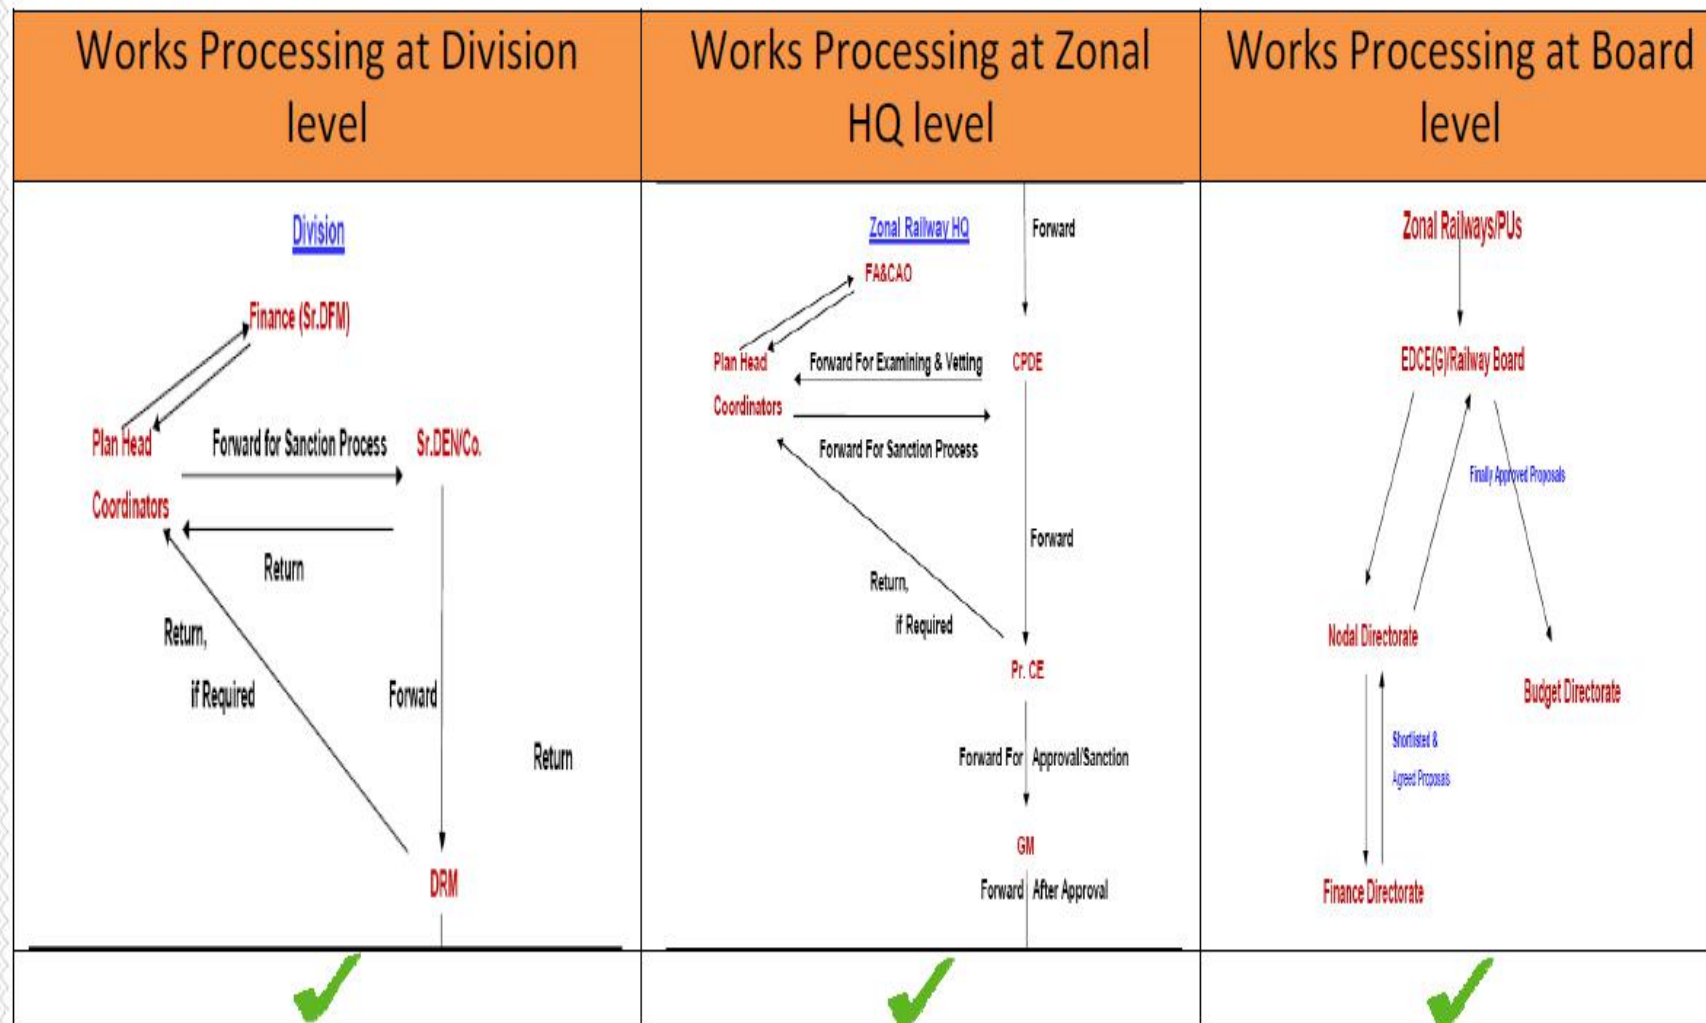 Works Processing at Division
level
Works Processing at Zonal
HQ level
Works Processing at Board
level
Division
Finance (Sr.DFM)
Plan Head
Coordinators
Forward for Sanction Process
Sr.DEN/Co.
Return
Return,
if Required
Forward
Return
DRM
Zonal Railway HQ
Forward
FA&CAO
Plan Head
Coordinators
Forward For Examining & Vetting
CPDE
Forward For Sanction Process
Forward
Return,
if Required
Pr. CE
Forward For Approval/Sanction
GM
Forward After Approval
Zonal Railways/PUs
EDCE(G)/Railway Board
Finally Approved Proposals
Nodal Directorate
Budget Directorate
Shortlisted &
Agreed Proposals
Finance Directorate